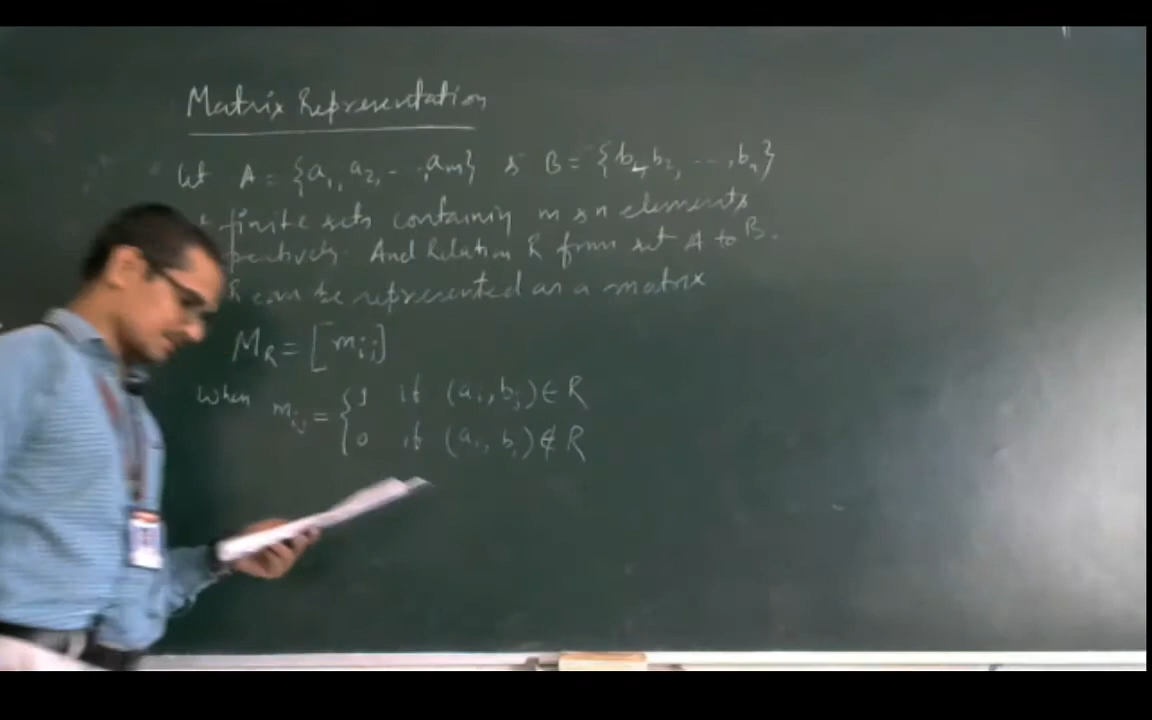 Matrix Representation
Let A = {a1, a2, - - , am} & B = {b1, b2, - - -, bn}
finite sets containing m & n elements
pectively. And Relation R from set A to B.
R can be represented as a matrix
MR = [mij]
When mij = { 1 if (ai, bj) ∈ R
0 if (ai, bj) ∉ R